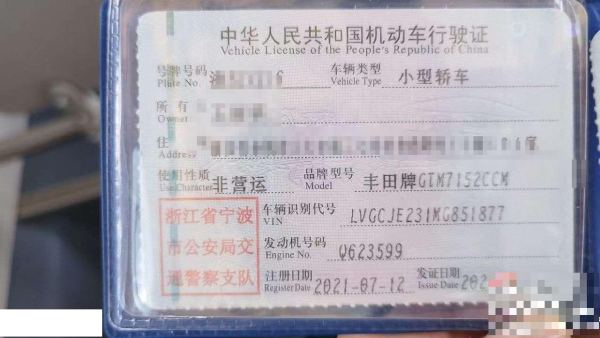 中华人民共和国机动车行驶证
Vehicle License of the People's Republic of China
号牌号码 车辆类型 小型轿车
Plate No. Vehicle Type
所有
Owner
住
Address
使用性质 非营运 品牌型号 丰田牌GTM7152CCM
Use Character Model
浙江省宁波 车辆识别代号 LVGCJE231MG851877
VIN
市公安局交 发动机号码 Q623599
Engine No.
通警察支队 注册日期 2021-07-12 发证日期 202
Register Date Issue Date